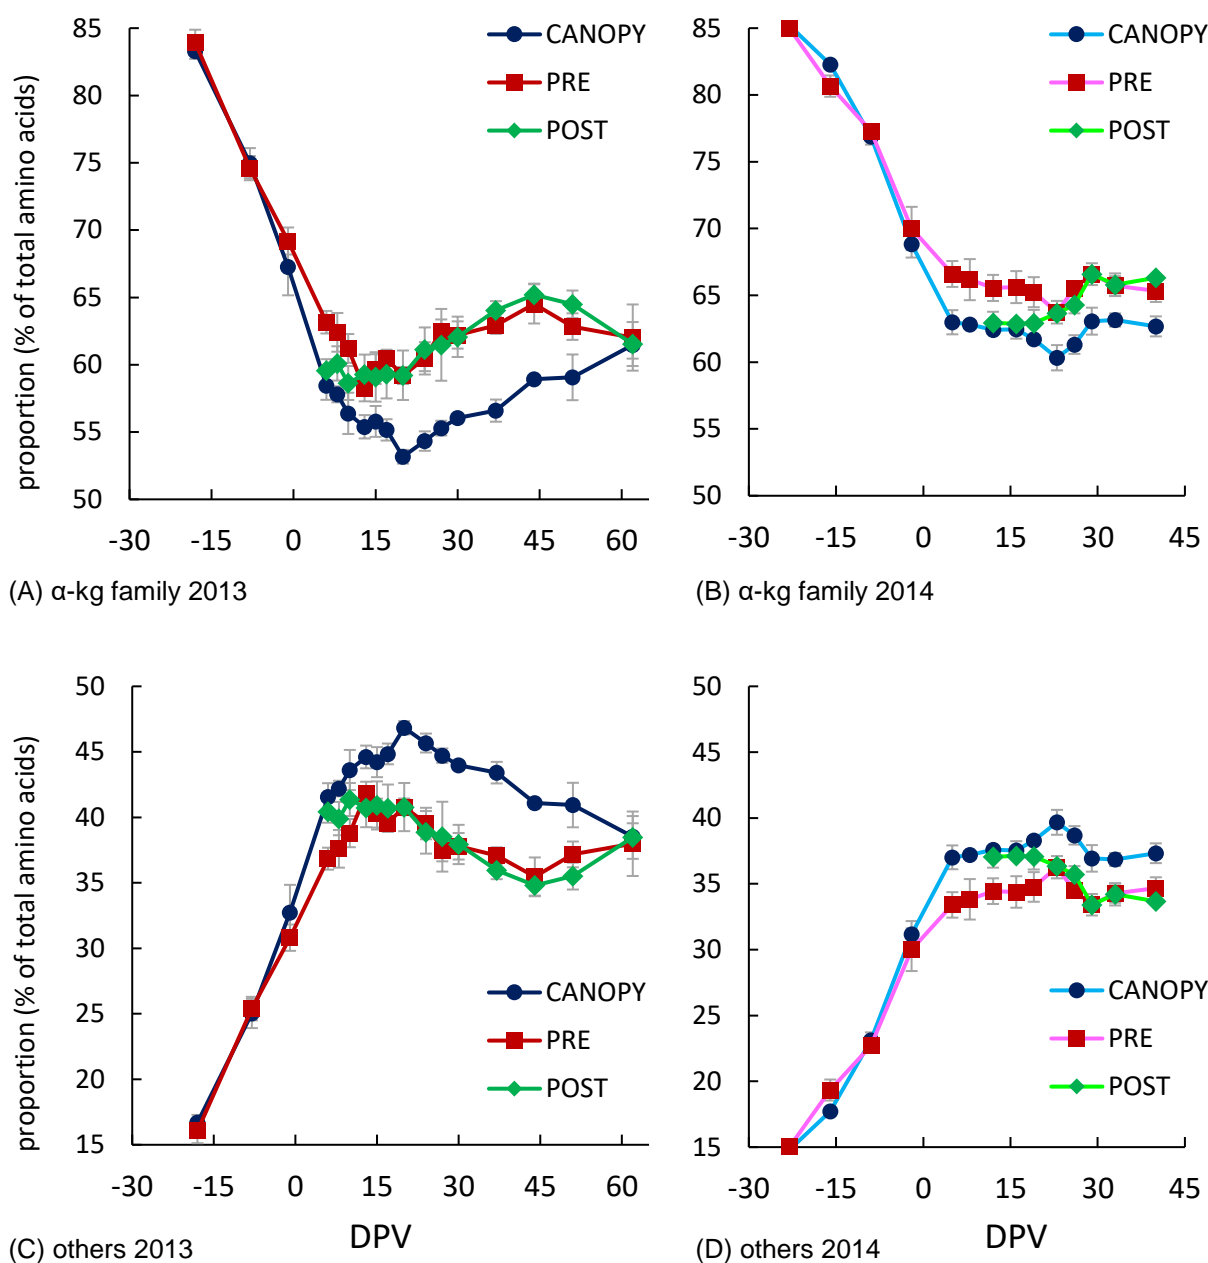 proportion (% of total amino acids)
85
80
75
70
65
60
55
50
-30 -15 0 15 30 45 60
CANOPY
PRE
POST
(A) α-kg family 2013
85
80
75
70
65
60
55
50
-30 -15 0 15 30 45
CANOPY
PRE
POST
(B) α-kg family 2014
proportion (% of total amino acids)
50
45
40
35
30
25
20
15
-30 -15 0 15 30 45 60
CANOPY
PRE
POST
DPV
(C) others 2013
50
45
40
35
30
25
20
15
-30 -15 0 15 30 45
CANOPY
PRE
POST
DPV
(D) others 2014